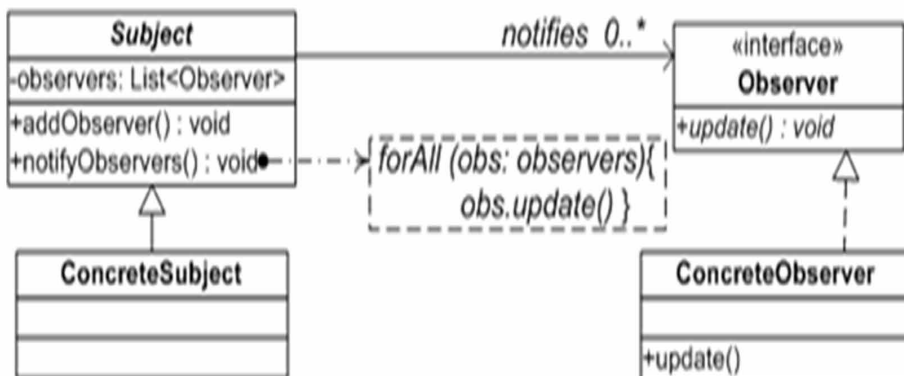 Subject
-observers: List<Observer>
+addObserver() : void
+notifyObservers() : void
notifies 0..*
«interface»
Observer
+update() : void
forAll (obs: observers){
obs.update() }
ConcreteSubject
ConcreteObserver
+update()